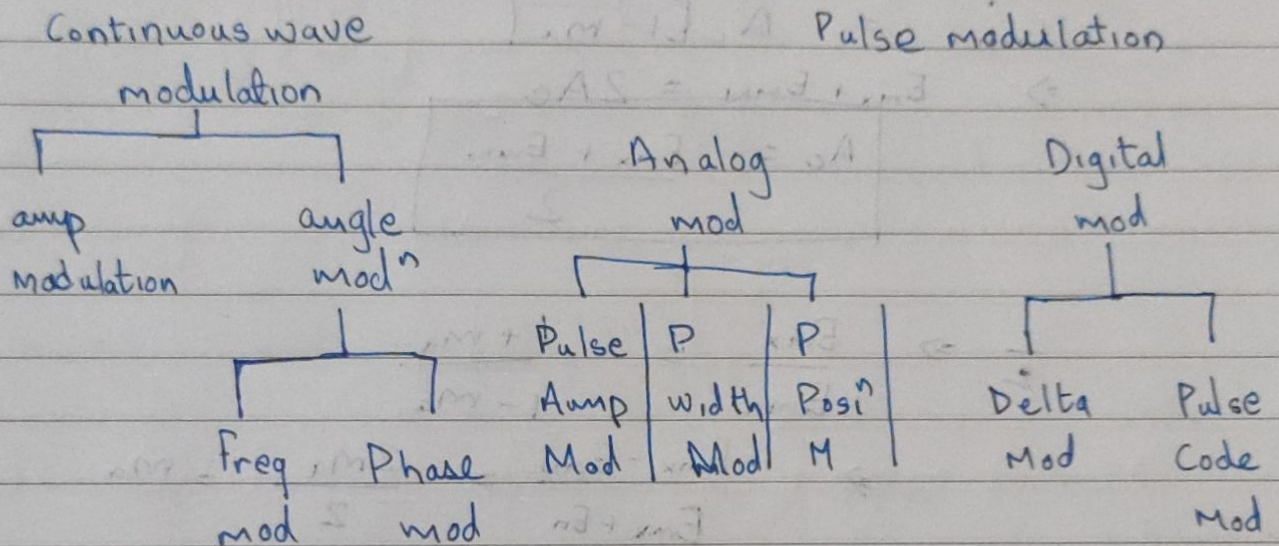 Continuous wave
modulation
amp
modulation
angle
modⁿ
Freq
mod
Phase
mod
Pulse modulation
Analog
mod
Pulse
Amp
Mod
P
width
Mod
P
Posiⁿ
M
Digital
mod
Delta
Mod
Pulse
Code
Mod